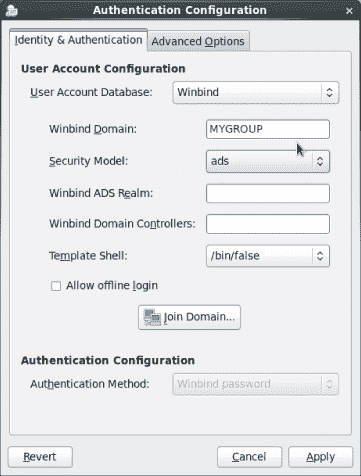 Authentication Configuration
Identity & Authentication Advanced Options
User Account Configuration
User Account Database: Winbind
Winbind Domain: MYGROUP
Security Model: ads
Winbind ADS Realm:
Winbind Domain Controllers:
Template Shell: /bin/false
Allow offline login
Join Domain...
Authentication Configuration
Authentication Method: Winbind password
Revert Cancel Apply